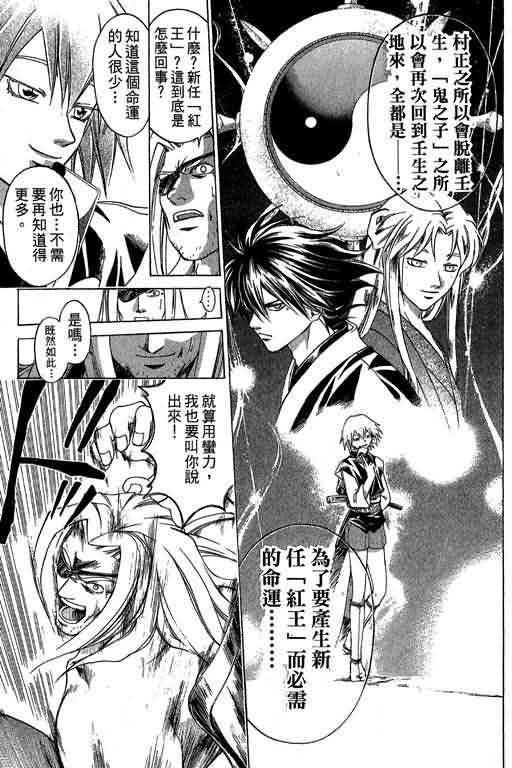 村正之所以會脫離壬
生，「鬼之子」之所
以會再次回到壬生之
地來，全都是………
為了要產生新
任「紅王」而必需
的命運………
什麼？新任「紅
王」？這到底是
怎麼回事？
知道這個命運
的人很少…
你也…不需
要再知道得
更多。
…
是嗎…
既然如此…
就算用蠻力，
我也要叫你說
出來！